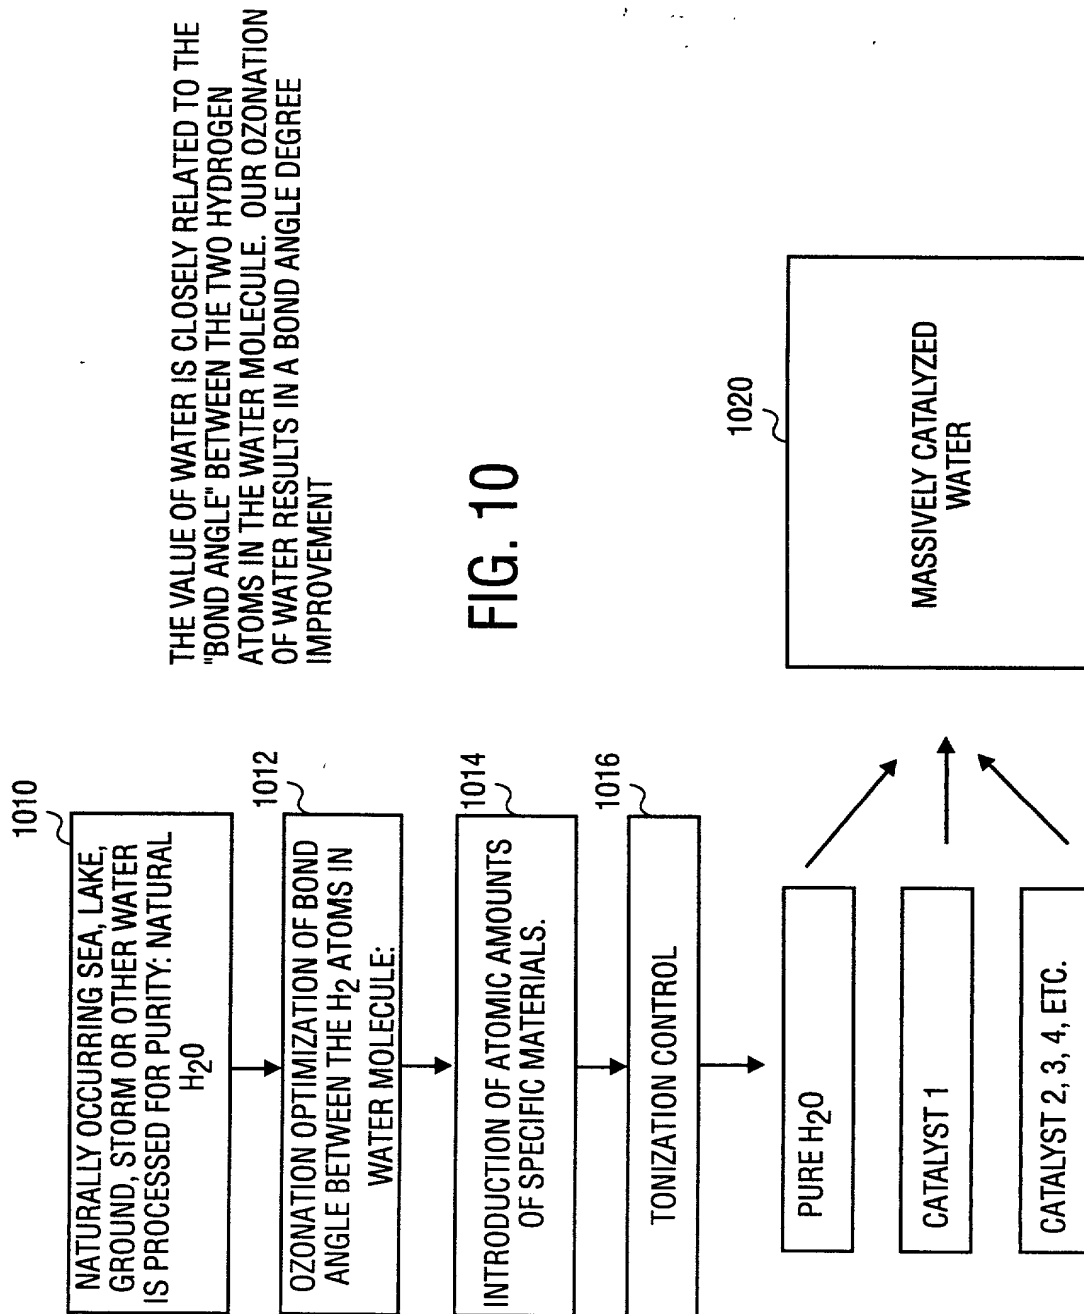 1010
NATURALLY OCCURRING SEA, LAKE,
GROUND, STORM OR OTHER WATER
IS PROCESSED FOR PURITY: NATURAL
H2O
1012
OZONATION OPTIMIZATION OF BOND
ANGLE BETWEEN THE H2 ATOMS IN
WATER MOLECULE:
1014
INTRODUCTION OF ATOMIC AMOUNTS
OF SPECIFIC MATERIALS.
1016
TONIZATION CONTROL
PURE H2O
CATALYST 1
CATALYST 2, 3, 4, ETC.
THE VALUE OF WATER IS CLOSELY RELATED TO THE
"BOND ANGLE" BETWEEN THE TWO HYDROGEN
ATOMS IN THE WATER MOLECULE. OUR OZONATION
OF WATER RESULTS IN A BOND ANGLE DEGREE
IMPROVEMENT
FIG. 10
1020
MASSIVELY CATALYZED
WATER